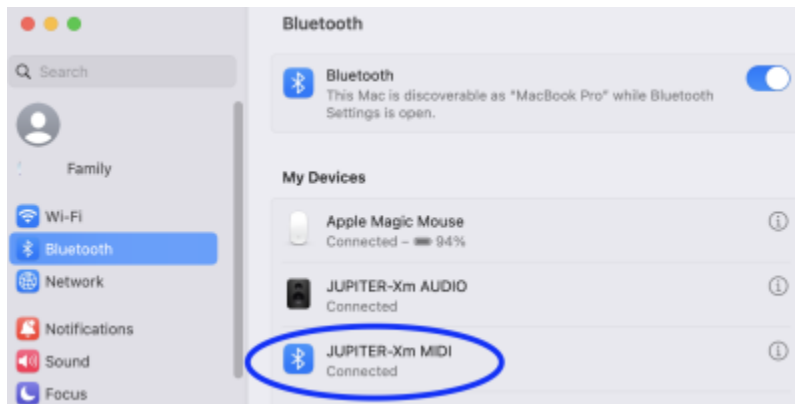 Bluetooth
Search
Family
Wi-Fi
Bluetooth
Network
Notifications
Sound
Focus
Bluetooth
This Mac is discoverable as "MacBook Pro" while Bluetooth
Settings is open.
My Devices
Apple Magic Mouse
Connected – 94%
JUPITER-Xm AUDIO
Connected
JUPITER-Xm MIDI
Connected